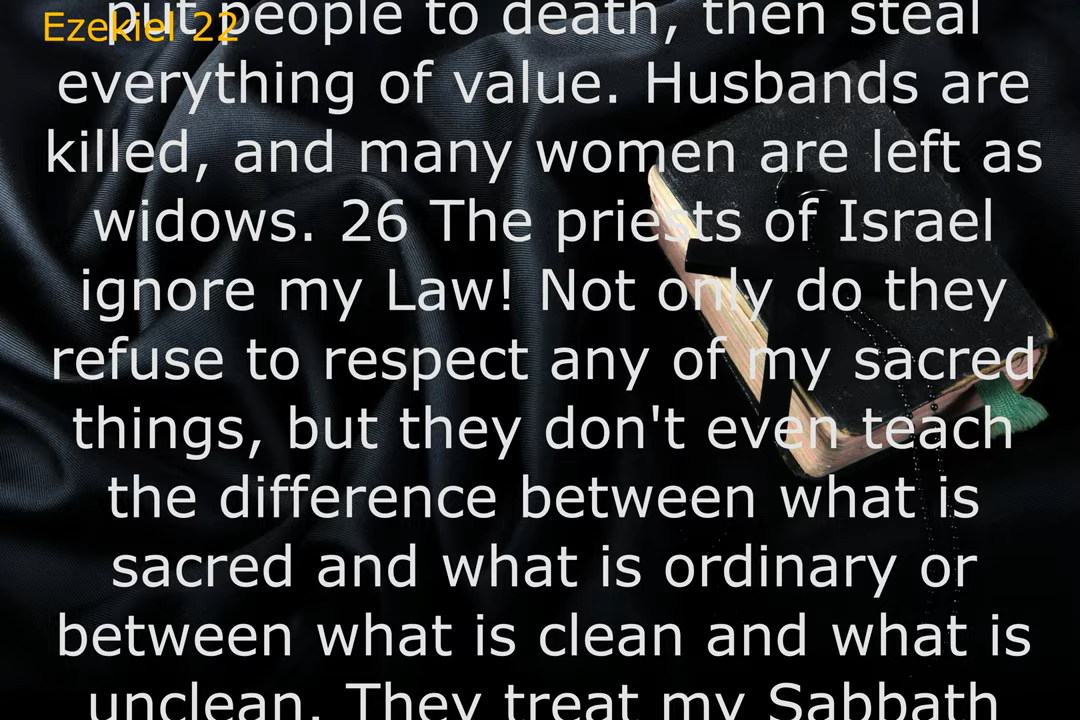 Ezekiel 22
put people to death, then steal
everything of value. Husbands are
killed, and many women are left as
widows. 26 The priests of Israel
ignore my Law! Not only do they
refuse to respect any of my sacred
things, but they don't even teach
the difference between what is
sacred and what is ordinary or
between what is clean and what is
unclean. They treat my Sabbath